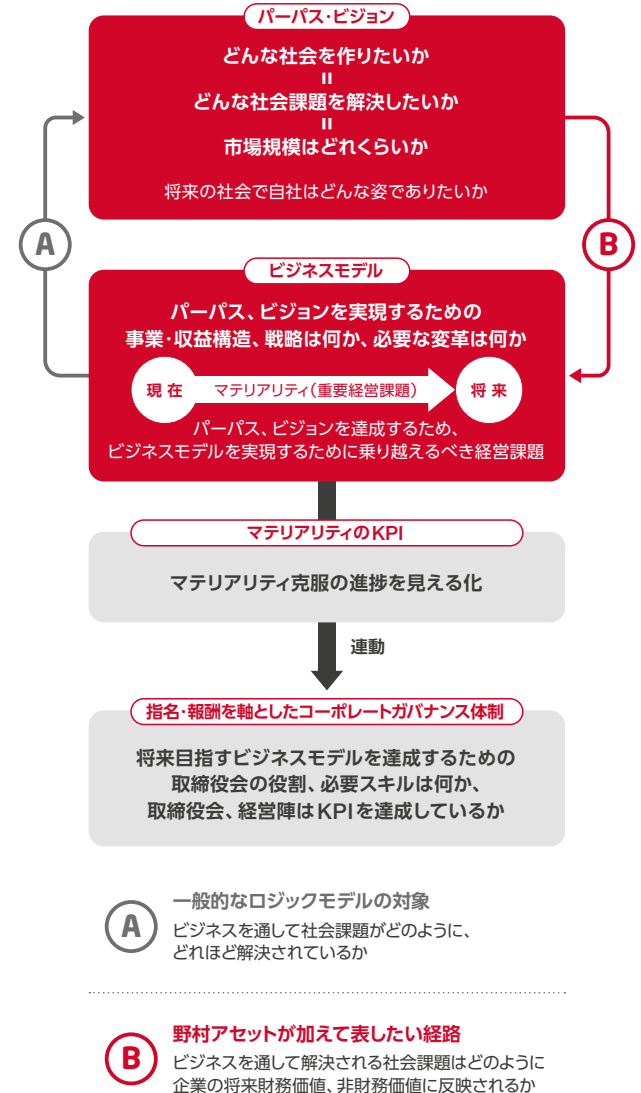 パーパス・ビジョン
どんな社会を作りたいか
=
どんな社会課題を解決したいか
=
市場規模はどれくらいか
将来の社会で自社はどんな姿でありたいか
A
B
ビジネスモデル
パーパス、ビジョンを実現するための
事業・収益構造、戦略は何か、必要な変革は何か
現在 マテリアリティ(重要経営課題) 将来
パーパス、ビジョンを達成するため、
ビジネスモデルを実現するために乗り越えるべき経営課題
マテリアリティのKPI
マテリアリティ克服の進捗を見える化
連動
指名・報酬を軸としたコーポレートガバナンス体制
将来目指すビジネスモデルを達成するための
取締役会の役割、必要スキルは何か、
取締役会、経営陣はKPIを達成しているか
A
一般的なロジックモデルの対象
ビジネスを通して社会課題がどのように、
どれほど解決されているか
B
野村アセットが加えて表したい経路
ビジネスを通して解決される社会課題はどのように
企業の将来財務価値、非財務価値に反映されるか